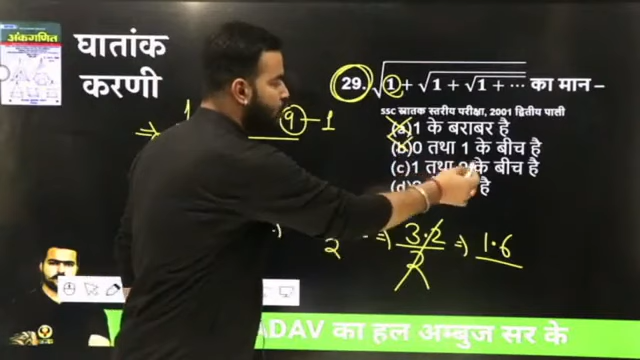 अंकगणित
घातांक
करणी
29. √1+√1+√1+⋯ का मान –
SSC स्नातक स्तरीय परीक्षा, 2001 द्वितीय पाली
(a) 1 के बराबर है
(b) 0 तथा 1 के बीच है
(c) 1 तथा के बीच है
(d) है
⇒ 9 – 1
2 ⇒ 3.2/2 ⇒ 1.6
ADAV का हल अम्बुज सर के